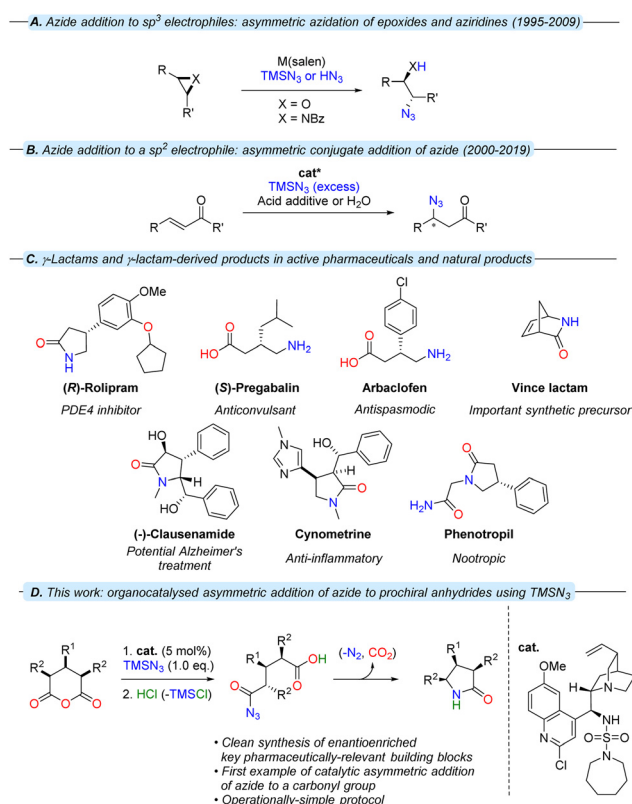 A. Azide addition to sp3 electrophiles: asymmetric azidation of epoxides and aziridines (1995-2009)
R
X
R'
M(salen)
TMSN3 or HN3
X = O
X = NBz
XH
R
R'
N3
B. Azide addition to a sp2 electrophile: asymmetric conjugate addition of azide (2000-2019)
R
O
R'
cat*
TMSN3 (excess)
Acid additive or H2O
N3
O
R
*
R'
C. γ-Lactams and γ-lactam-derived products in active pharmaceuticals and natural products
OMe
O
O
N
H
(R)-Rolipram
PDE4 inhibitor
O
HO
NH2
(S)-Pregabalin
Anticonvulsant
Cl
O
HO
NH2
Arbaclofen
Antispasmodic
NH
O
Vince lactam
Important synthetic precursor
HO
O
N
H
HO
(-)-Clausenamide
Potential Alzheimer's
treatment
N
N
HO
H
O
N
Cynometrine
Anti-inflammatory
O
N
H2N
O
Phenotropil
Nootropic
D. This work: organocatalysed asymmetric addition of azide to prochiral anhydrides using TMSN3
R1
R2
R2
O
O
O
1. cat. (5 mol%)
TMSN3 (1.0 eq.)
2. HCl (-TMSCl)
R2
R1
OH
O
R2
O
N3
(-N2, CO2)
R1
R2
R2
N
H
O
cat.
OMe
N
H
N
Cl
NH
O
S
O
N
• Clean synthesis of enantioenriched
key pharmaceutically-relevant building blocks
• First example of catalytic asymmetric addition
of azide to a carbonyl group
• Operationally-simple protocol